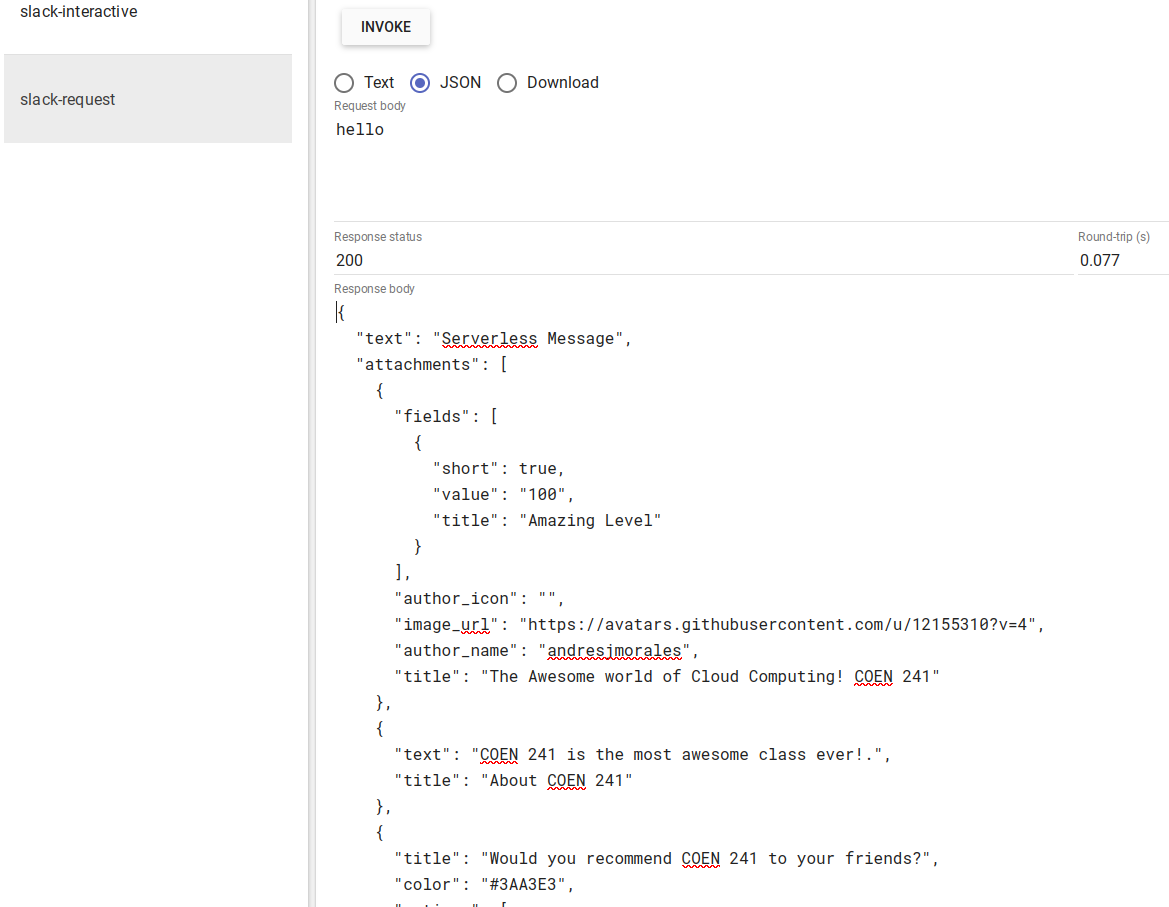 slack-interactive
slack-request
INVOKE
Text JSON Download
Request body
hello
Response status Round-trip (s)
200 0.077
Response body
{
"text": "Serverless Message",
"attachments": [
{
"fields": [
{
"short": true,
"value": "100",
"title": "Amazing Level"
}
],
"author_icon": "",
"image_url": "https://avatars.githubusercontent.com/u/12155310?v=4",
"author_name": "andresjmorales",
"title": "The Awesome world of Cloud Computing! COEN 241"
},
{
"text": "COEN 241 is the most awesome class ever!.",
"title": "About COEN 241"
},
{
"title": "Would you recommend COEN 241 to your friends?",
"color": "#3AA3E3",